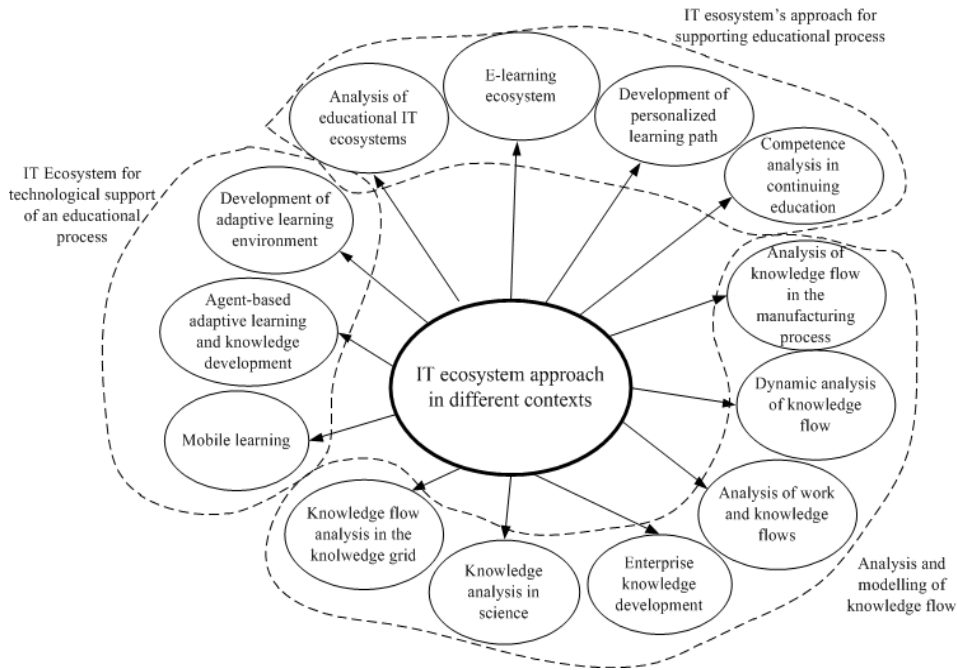 IT esosystem's approach for
supporting educational process
E-learning
ecosystem
Analysis of
educational IT
ecosystems
Development of
personalized
learning path
Competence
analysis in
continuing
education
IT Ecosystem for
technological support
of an educational
process
Development of
adaptive learning
environment
Analysis of
knowledge flow
in the
manufacturing
process
Agent-based
adaptive learning
and knowledge
development
IT ecosystem approach
in different contexts
Dynamic analysis
of knowledge
flow
Mobile learning
Analysis of work
and knowledge
flows
Knowledge flow
analysis in the
knolwedge grid
Knowledge
analysis in
science
Enterprise
knowledge
development
Analysis and
modelling of
knowledge flow